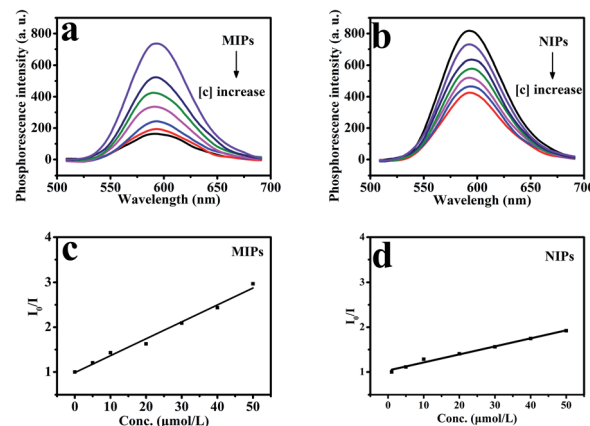 a
MIPs
[c] increase
Phosphorescence intensity (a. u.)
800
600
400
200
0
500 550 600 650 700
Wavelength (nm)
b
NIPs
[c] increase
Phosphorescence intensity (a. u.)
800
600
400
200
0
500 550 600 650 700
Wavelength (nm)
c
MIPs
I₀/I
4
3
2
1
0 10 20 30 40 50
Conc. (µmol/L)
d
NIPs
I₀/I
4
3
2
1
0 10 20 30 40 50
Conc. (µmol/L)